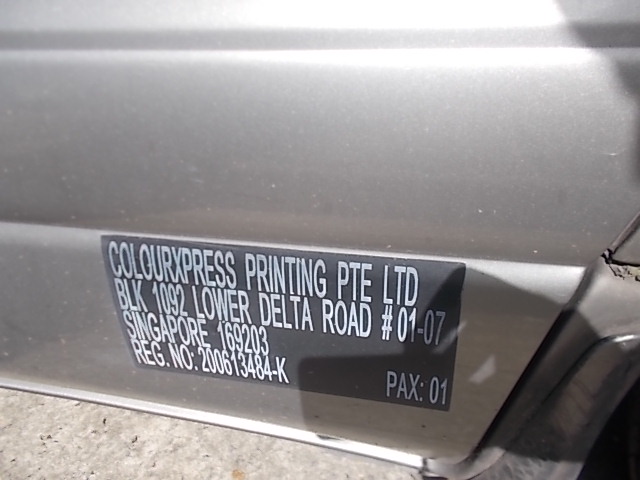 COLOURXPRESS PRINTING PTE LTD
BLK 1092 LOWER DELTA ROAD #01-07
SINGAPORE 169203
REG. NO: 200613484-K
PAX: 01